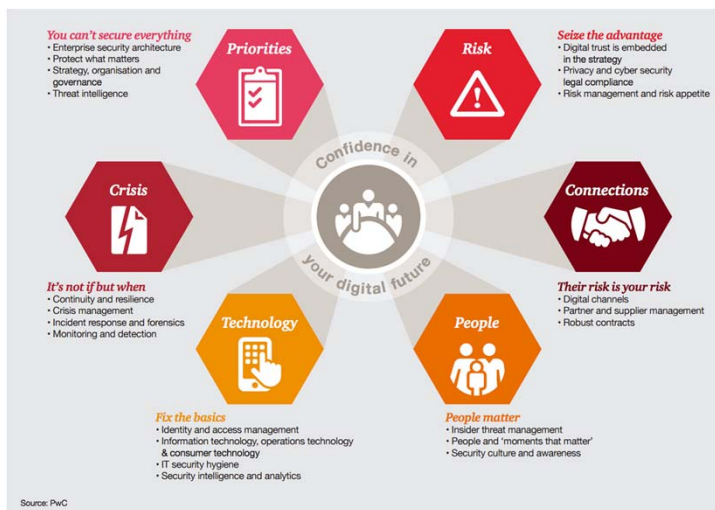 You can't secure everything
• Enterprise security architecture
• Protect what matters
• Strategy, organisation and
governance
• Threat intelligence
Priorities
Risk
Seize the advantage
• Digital trust is embedded
in the strategy
• Privacy and cyber security
legal compliance
• Risk management and risk appetite
Confidence in
your digital future
Crisis
It's not if but when
• Continuity and resilience
• Crisis management
• Incident response and forensics
• Monitoring and detection
Connections
Their risk is your risk
• Digital channels
• Partner and supplier management
• Robust contracts
Technology
Fix the basics
• Identity and access management
• Information technology, operations technology
& consumer technology
• IT security hygiene
• Security intelligence and analytics
People
People matter
• Insider threat management
• People and 'moments that matter'
• Security culture and awareness
Source: PwC